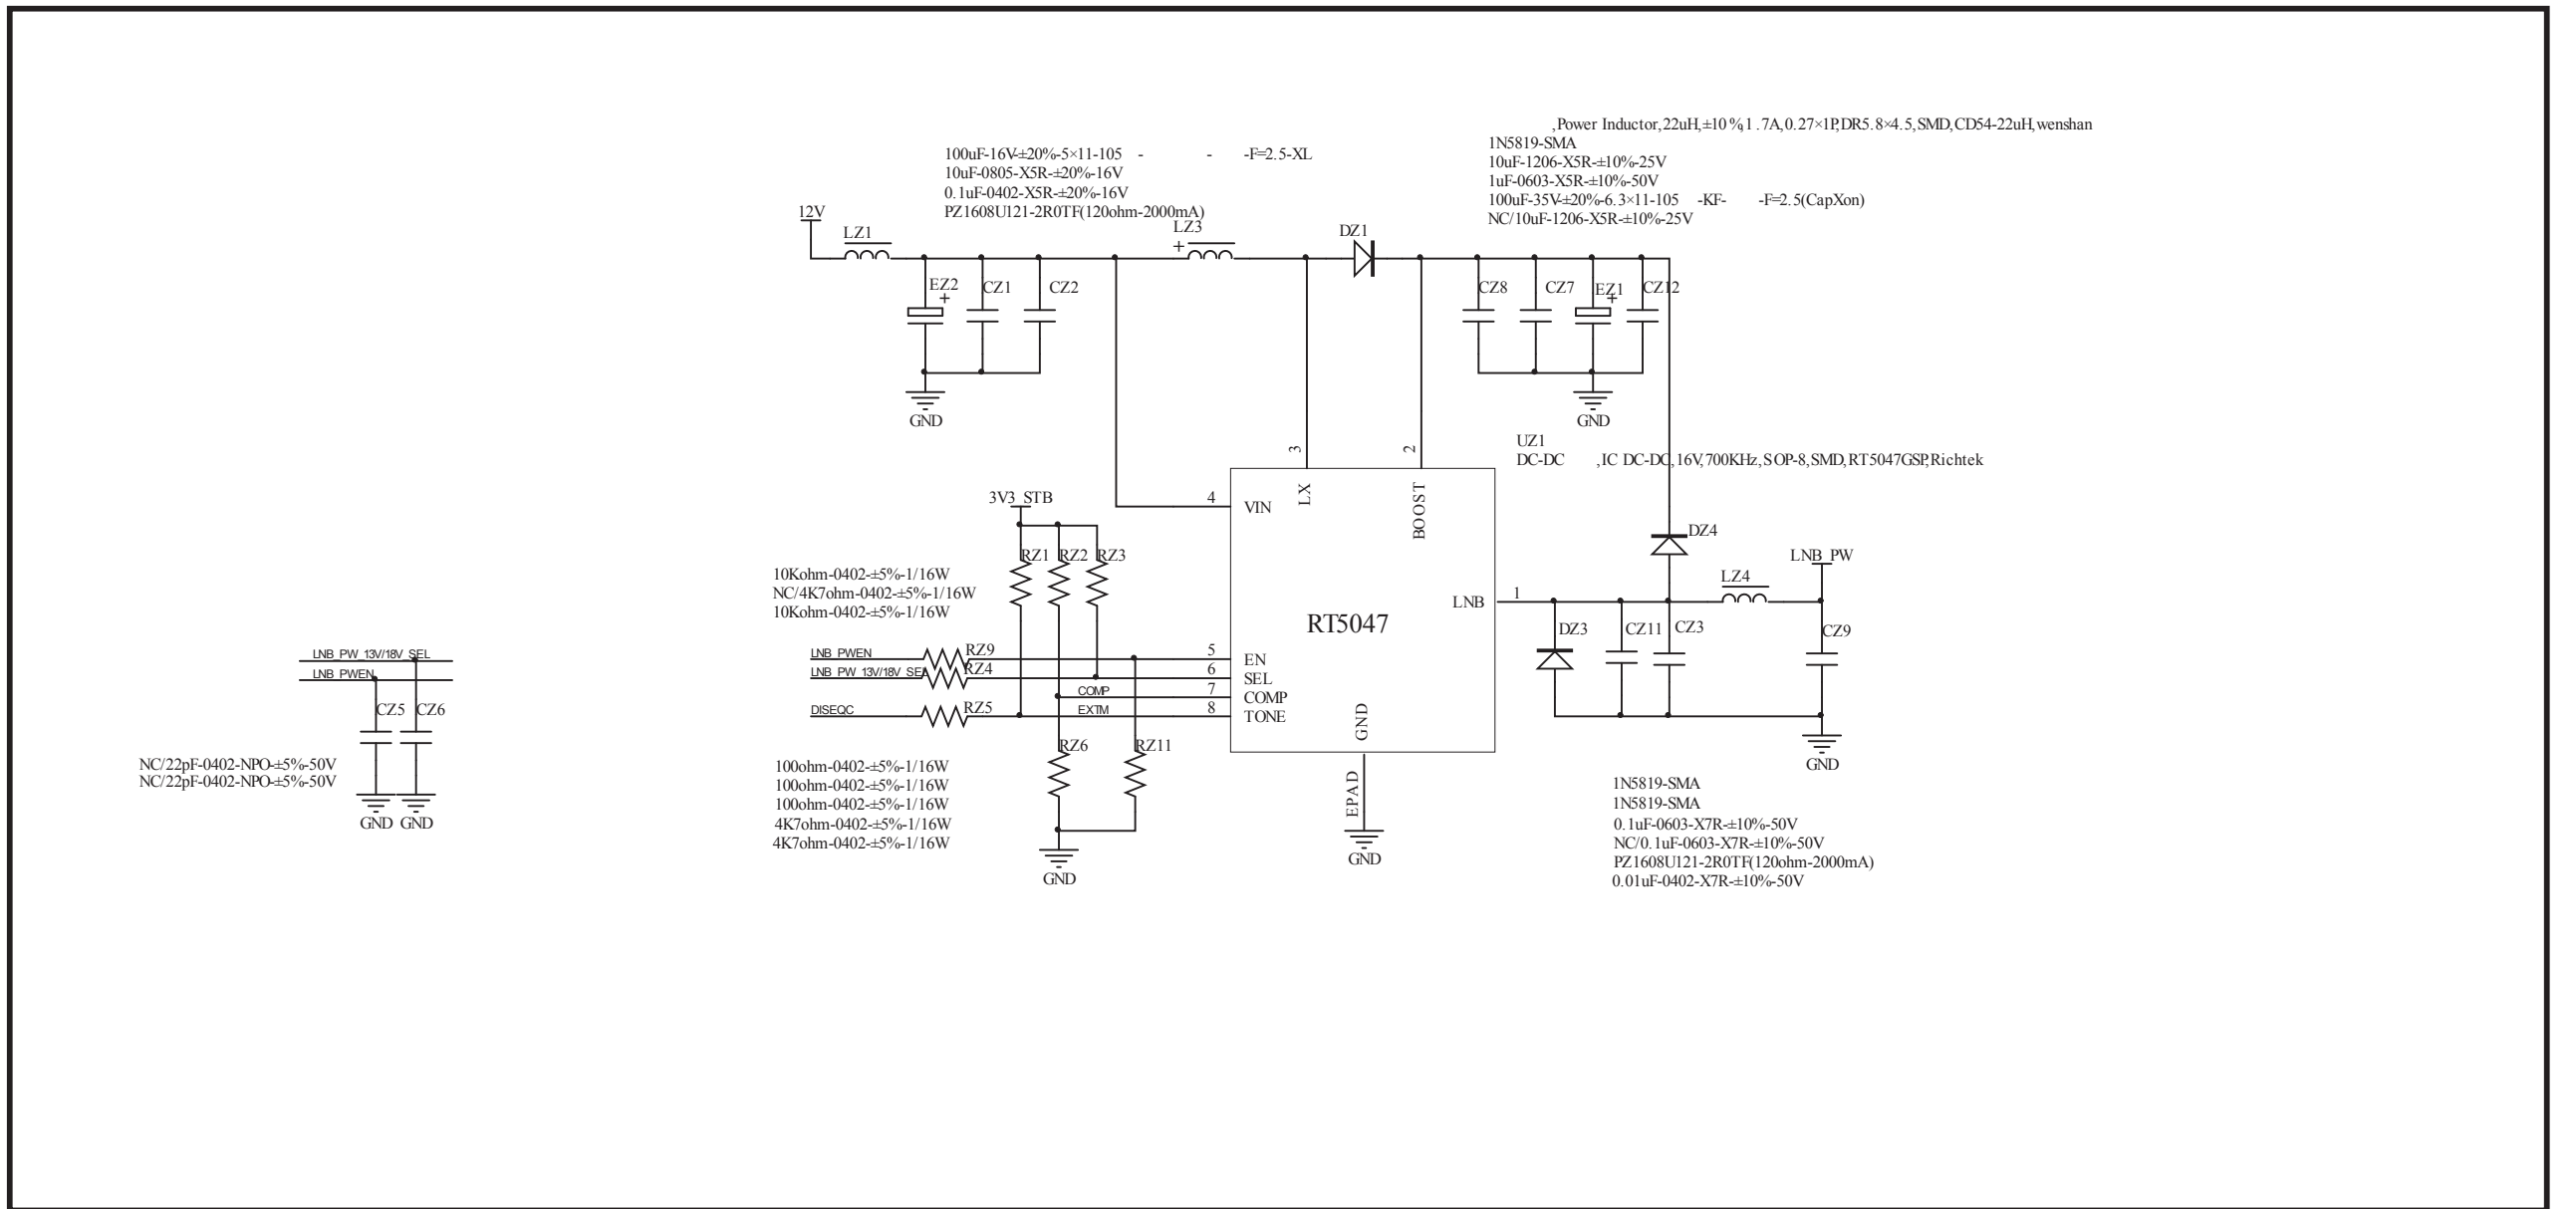 ,Power Inductor,22uH,±10%,1.7A,0.27×1P,DR5.8×4.5,SMD,CD54-22uH,wenshan
1N5819-SMA
10uF-1206-X5R-±10%-25V
1uF-0603-X5R-±10%-50V
100uF-35V-±20%-6.3×11-105 -KF- -F=2.5(CapXon)
NC/10uF-1206-X5R-±10%-25V
100uF-16V-±20%-5×11-105 - - -F=2.5-XL
10uF-0805-X5R-±20%-16V
0.1uF-0402-X5R-±20%-16V
PZ1608U121-2R0TF(120ohm-2000mA)
12V
LZ1
LZ3
+
DZ1
EZ2
+
CZ1
CZ2
CZ8
CZ7
EZ1
+
CZ12
GND
GND
UZ1
DC-DC ,IC DC-DC,16V,700KHz,SOP-8,SMD,RT5047GSP,Richtek
3
2
4
VIN
LX
BOOST
3V3_STB
RZ1
RZ2
RZ3
10Kohm-0402-±5%-1/16W
NC/4K7ohm-0402-±5%-1/16W
10Kohm-0402-±5%-1/16W
DZ4
LNB_PW
LZ4
LNB
1
RT5047
DZ3
CZ11
CZ3
CZ9
LNB_PWEN
RZ9
5
EN
LNB_PW_13V/18V_SEL
RZ4
6
SEL
COMP
7
COMP
DISEQC
RZ5
EXTM
8
TONE
GND
RZ6
RZ11
EPAD
GND
GND
GND
100ohm-0402-±5%-1/16W
100ohm-0402-±5%-1/16W
100ohm-0402-±5%-1/16W
4K7ohm-0402-±5%-1/16W
4K7ohm-0402-±5%-1/16W
1N5819-SMA
1N5819-SMA
0.1uF-0603-X7R-±10%-50V
NC/0.1uF-0603-X7R-±10%-50V
PZ1608U121-2R0TF(120ohm-2000mA)
0.01uF-0402-X7R-±10%-50V
LNB_PW_13V/18V_SEL
LNB_PWEN
CZ5
CZ6
NC/22pF-0402-NPO-±5%-50V
NC/22pF-0402-NPO-±5%-50V
GND
GND